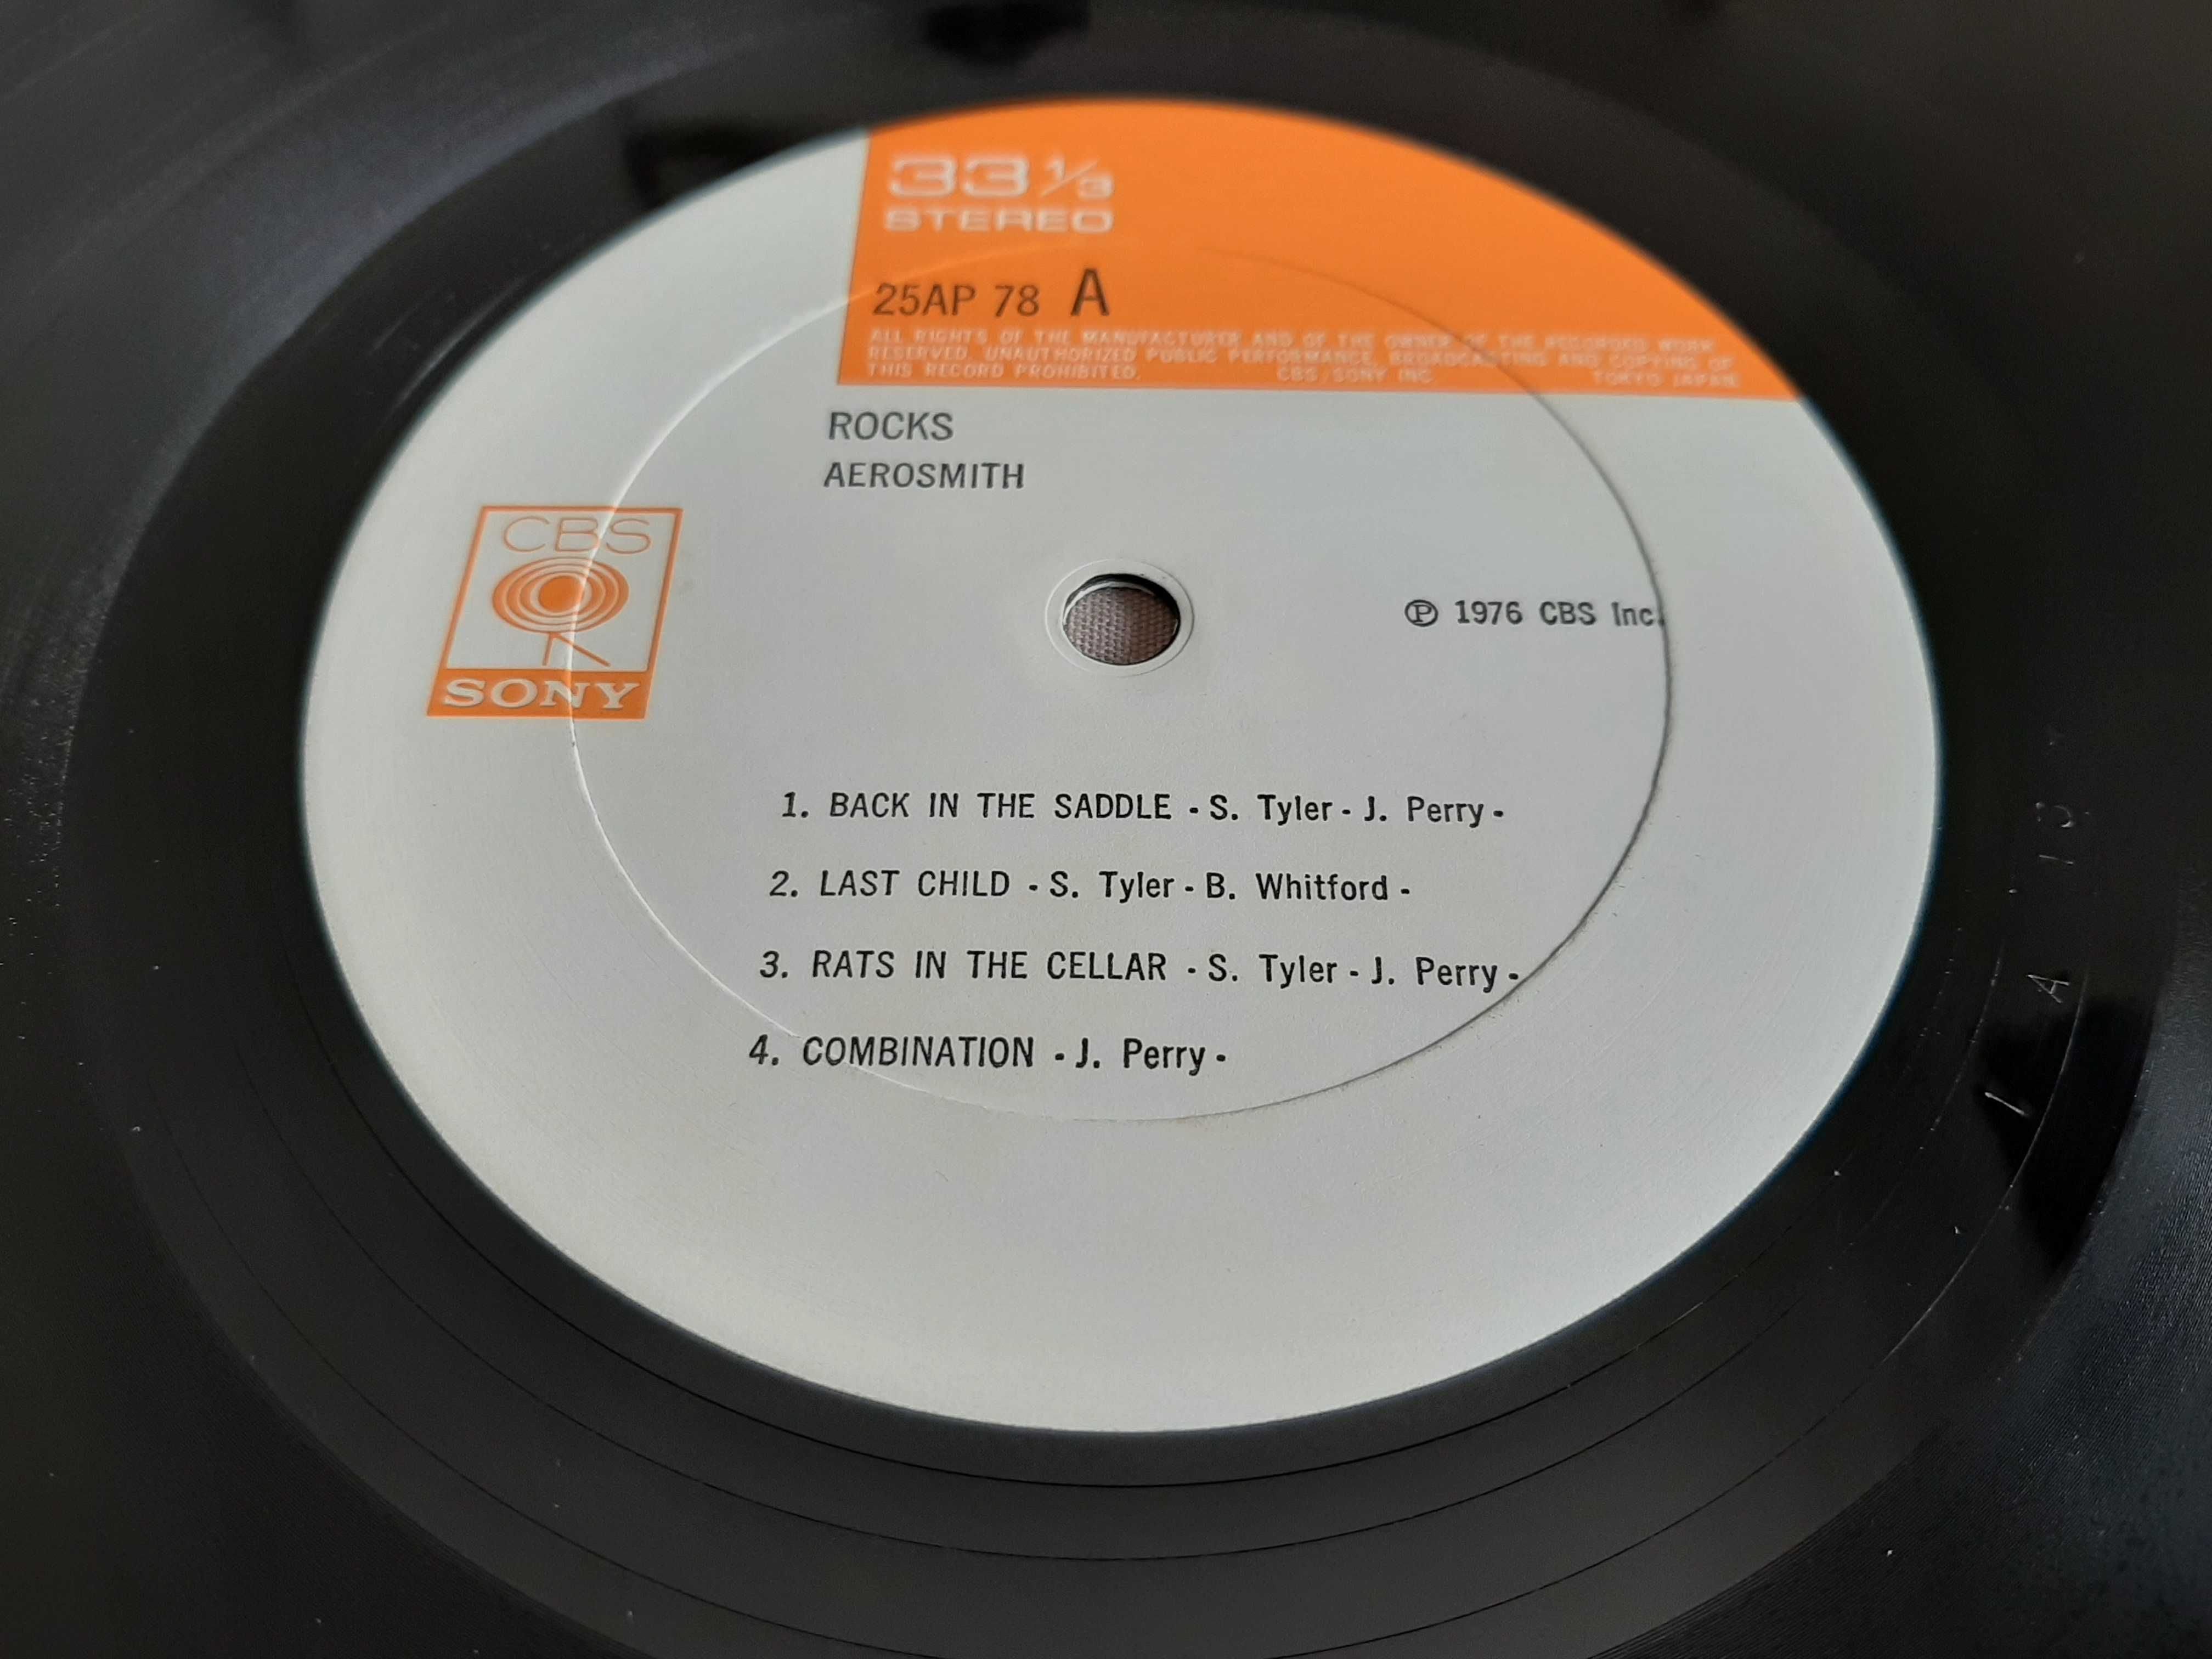 33 1/3
STEREO
25AP 78 A
ALL RIGHTS OF THE MANUFACTURER AND OF THE OWNER OF THE RECORDED WORK
RESERVED. UNAUTHORIZED PUBLIC PERFORMANCE, BROADCASTING AND COPYING OF
THIS RECORD PROHIBITED. CBS/SONY INC. TOKYO JAPAN
ROCKS
AEROSMITH
CBS
SONY
℗ 1976 CBS Inc.
1. BACK IN THE SADDLE - S. Tyler - J. Perry -
2. LAST CHILD - S. Tyler - B. Whitford -
3. RATS IN THE CELLAR - S. Tyler - J. Perry -
4. COMBINATION - J. Perry -